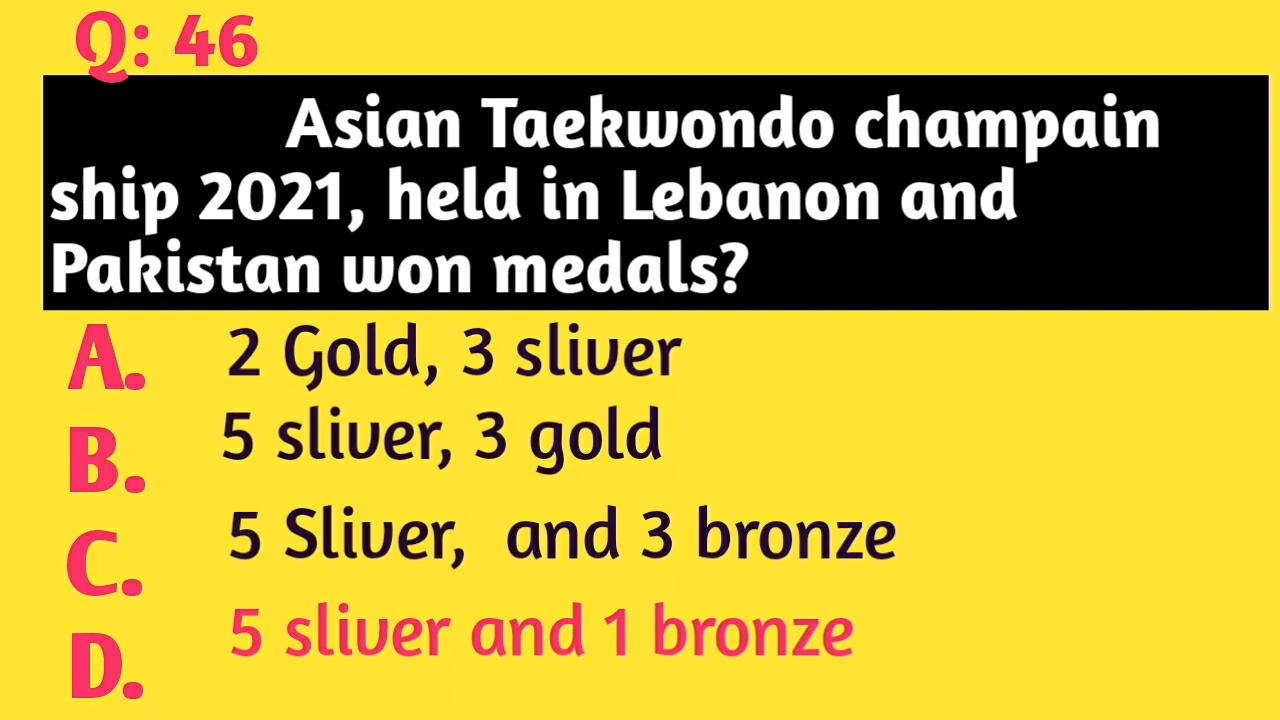 Q: 46
Asian Taekwondo champain
ship 2021, held in Lebanon and
Pakistan won medals?
A. 2 Gold, 3 sliver
B. 5 sliver, 3 gold
C. 5 Sliver, and 3 bronze
D. 5 sliver and 1 bronze